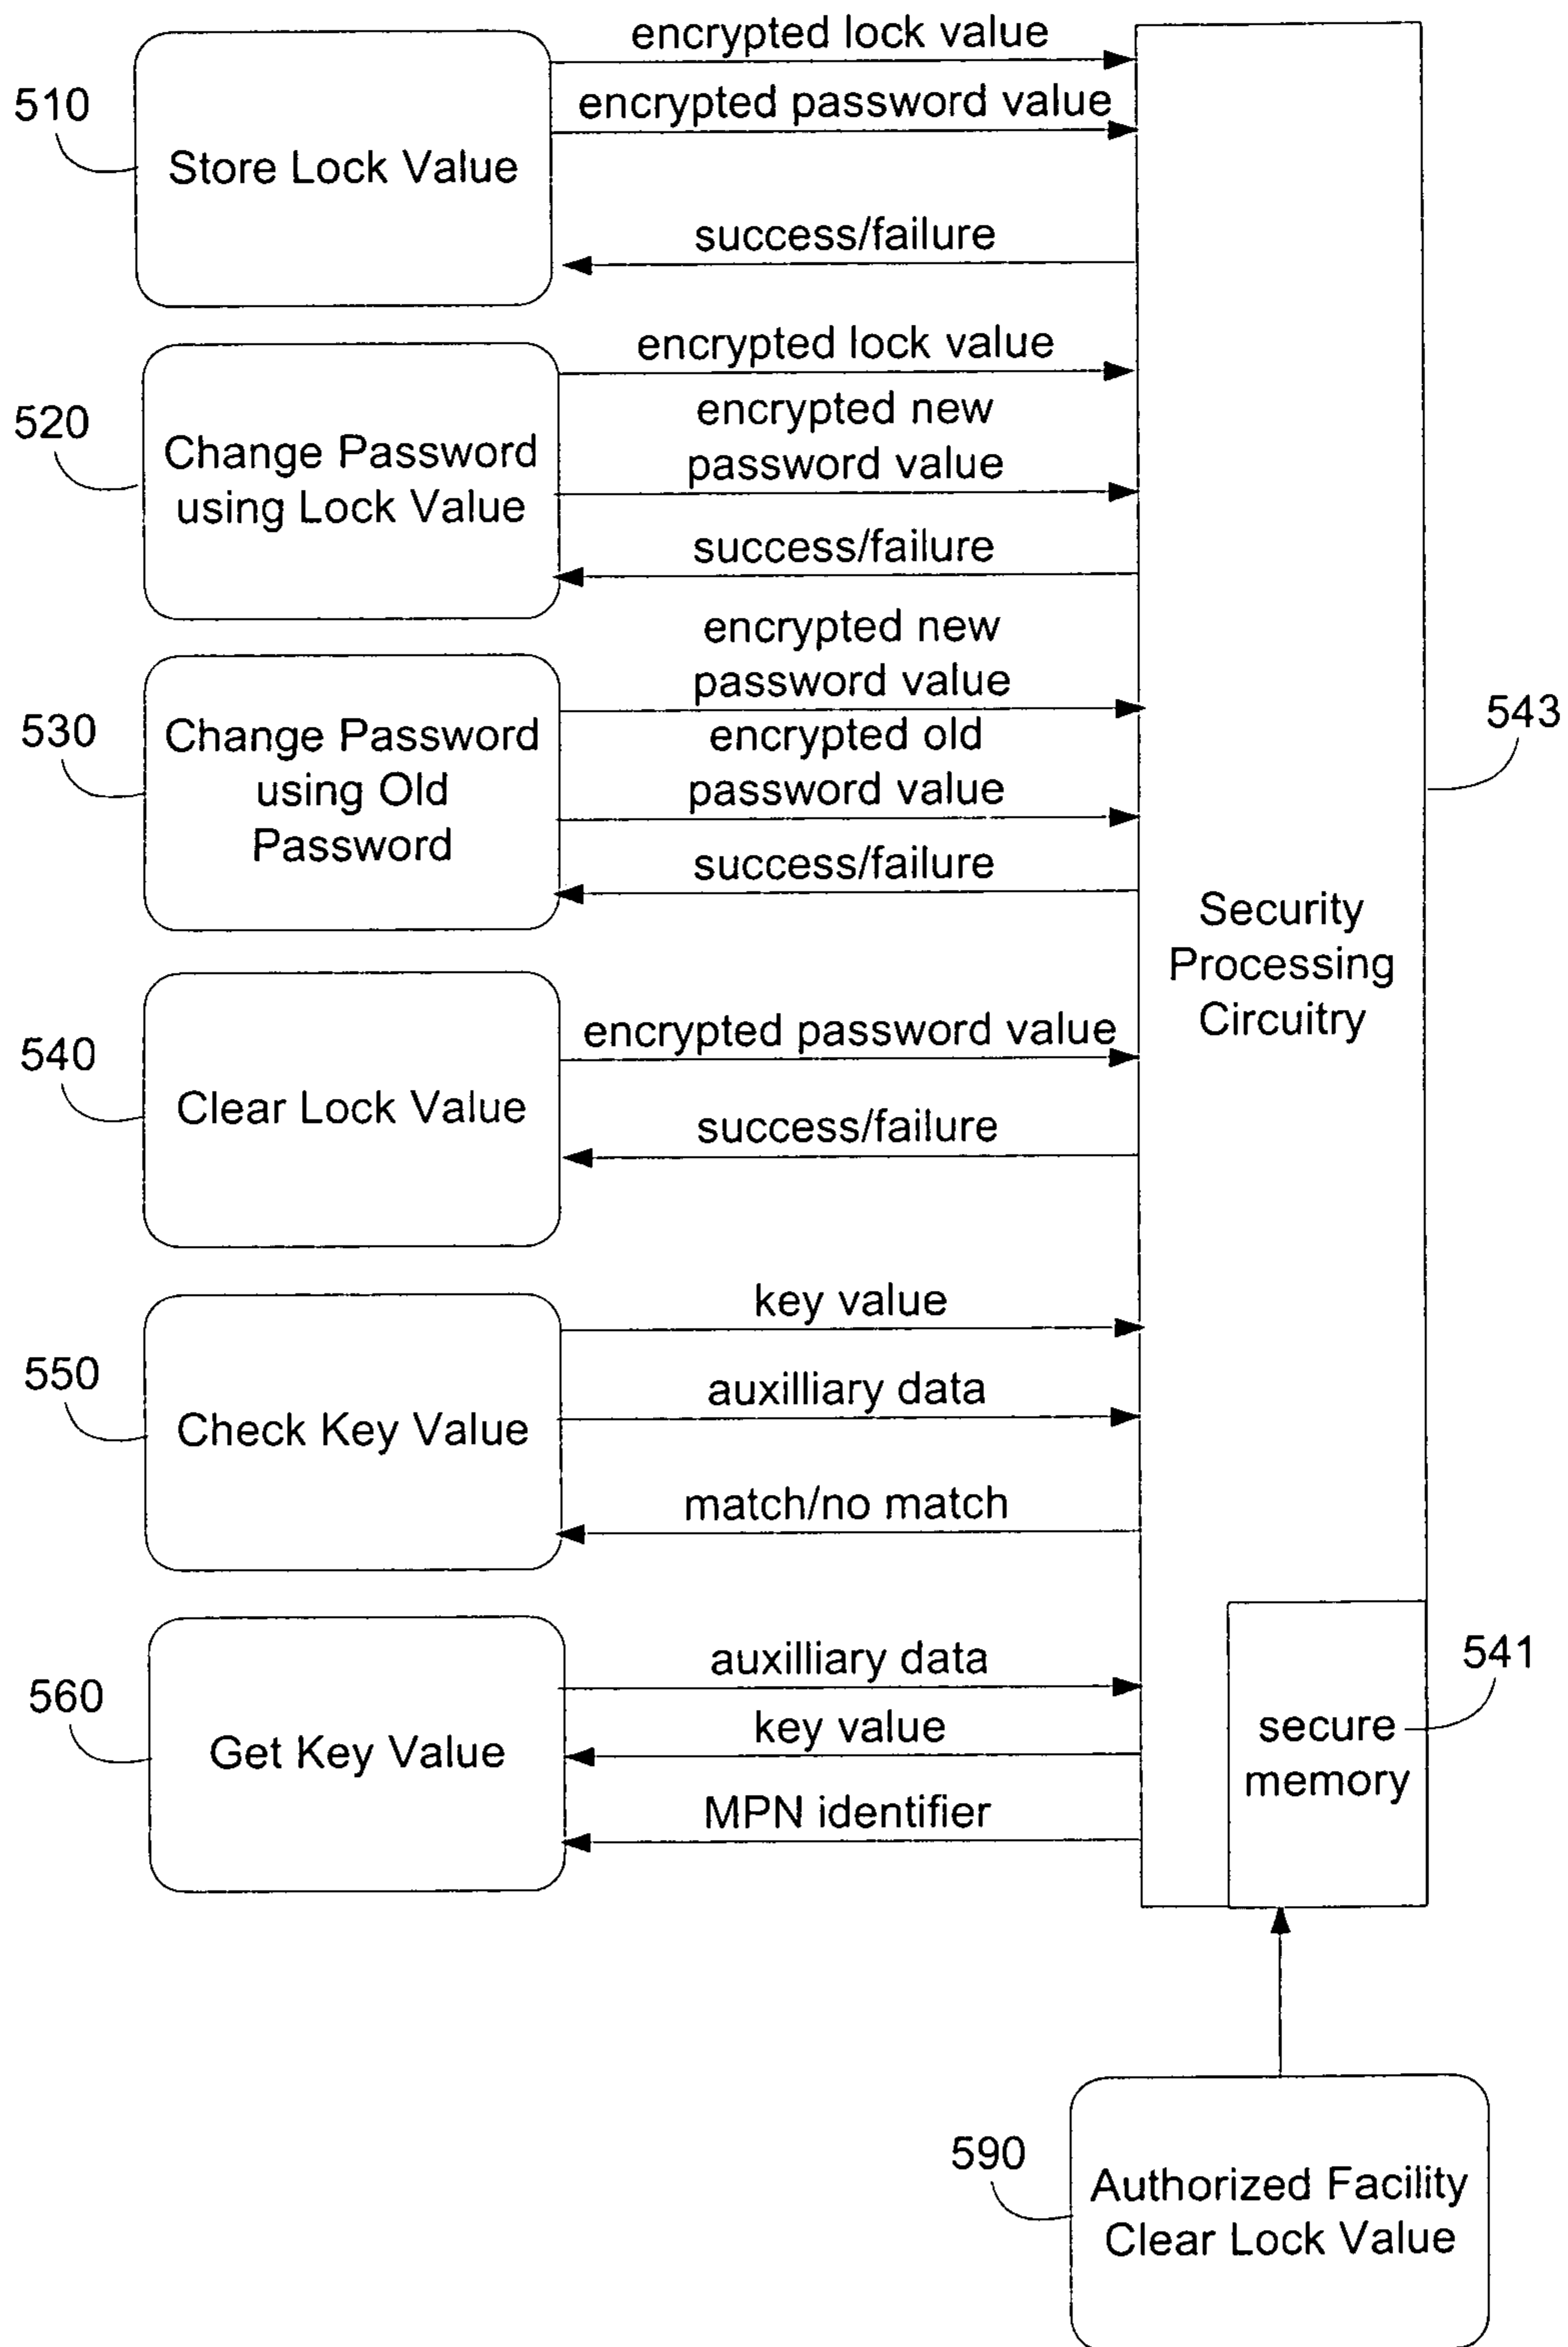 encrypted lock value
510
encrypted password value
Store Lock Value
success/failure
encrypted lock value
520
encrypted new
password value
Change Password
using Lock Value
success/failure
encrypted new
password value
530
Change Password
using Old
Password
encrypted old
password value
success/failure
543
Security
Processing
Circuitry
540
encrypted password value
Clear Lock Value
success/failure
key value
550
auxilliary data
Check Key Value
match/no match
auxilliary data
541
560
key value
Get Key Value
secure
memory
MPN identifier
590
Authorized Facility
Clear Lock Value